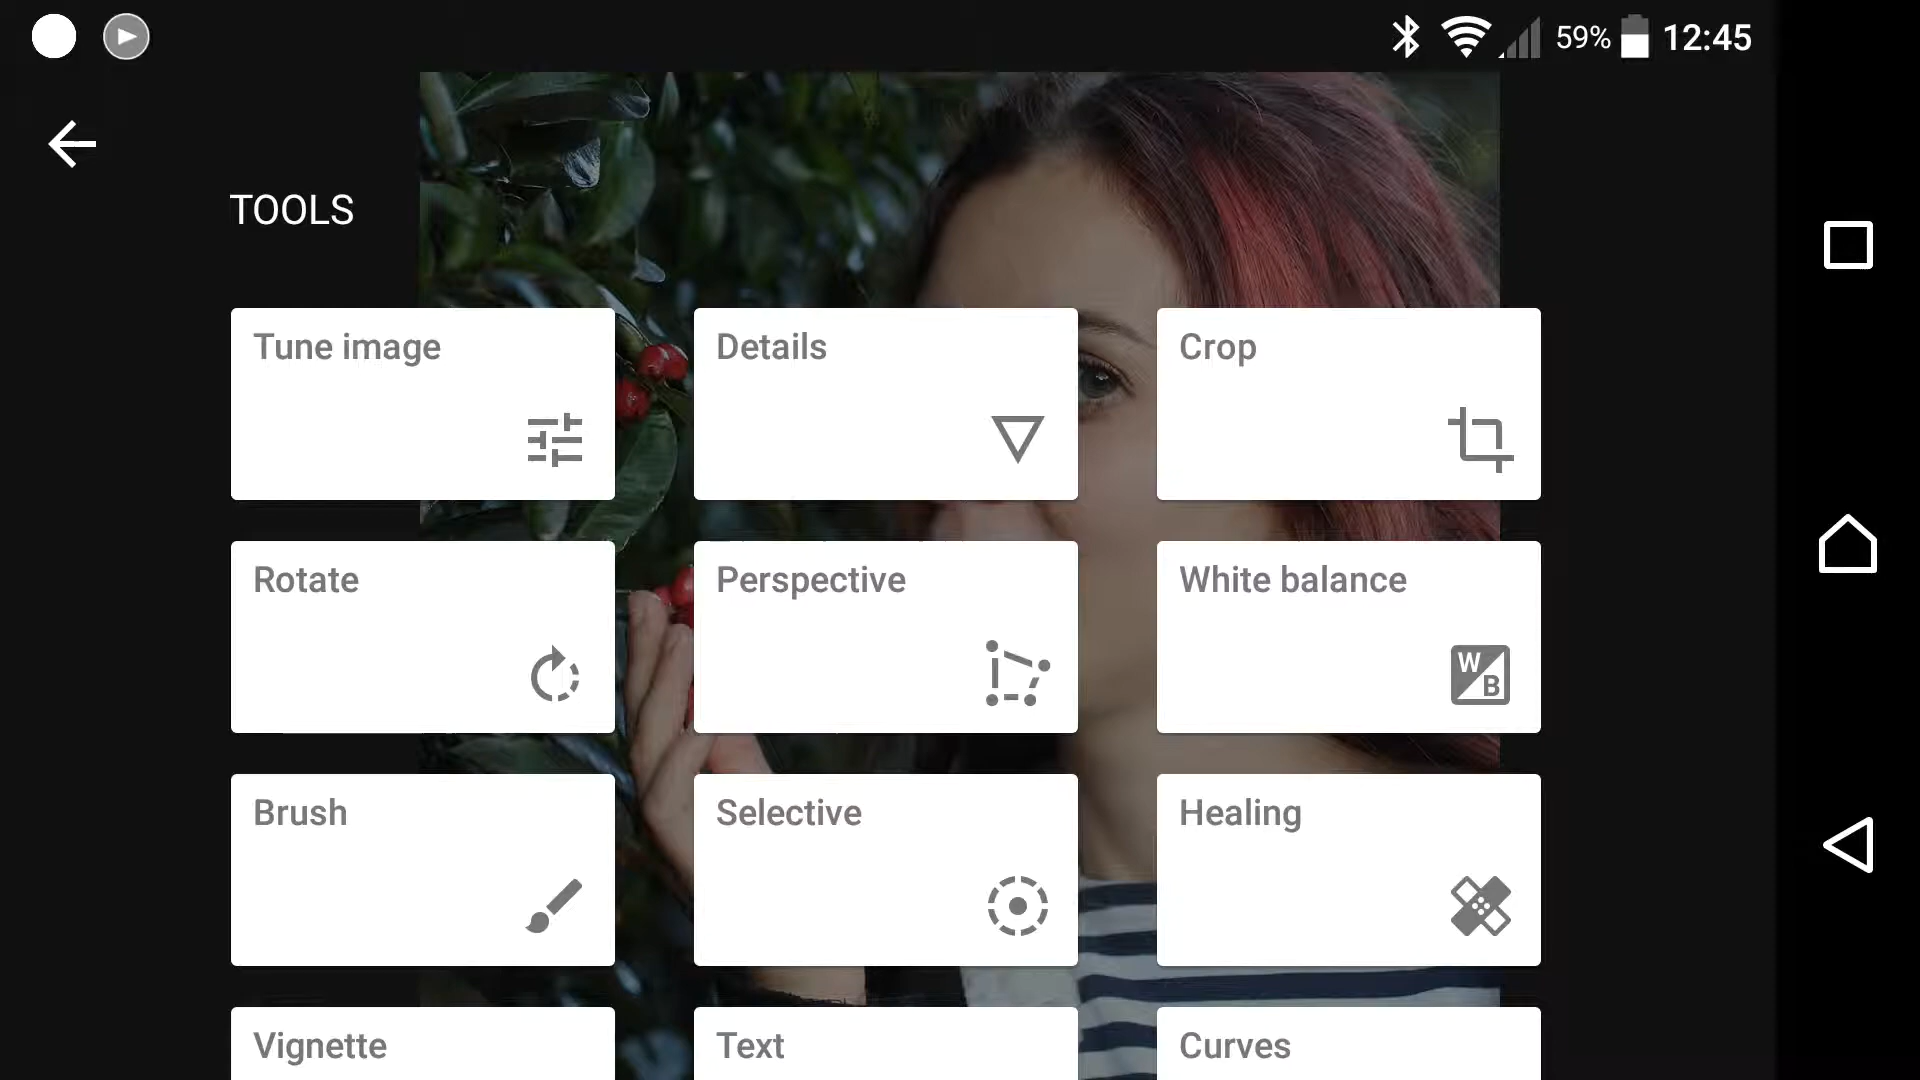 59% 12:45
TOOLS
Tune image
Details
Crop
Rotate
Perspective
White balance
W
B
Brush
Selective
Healing
Vignette
Text
Curves